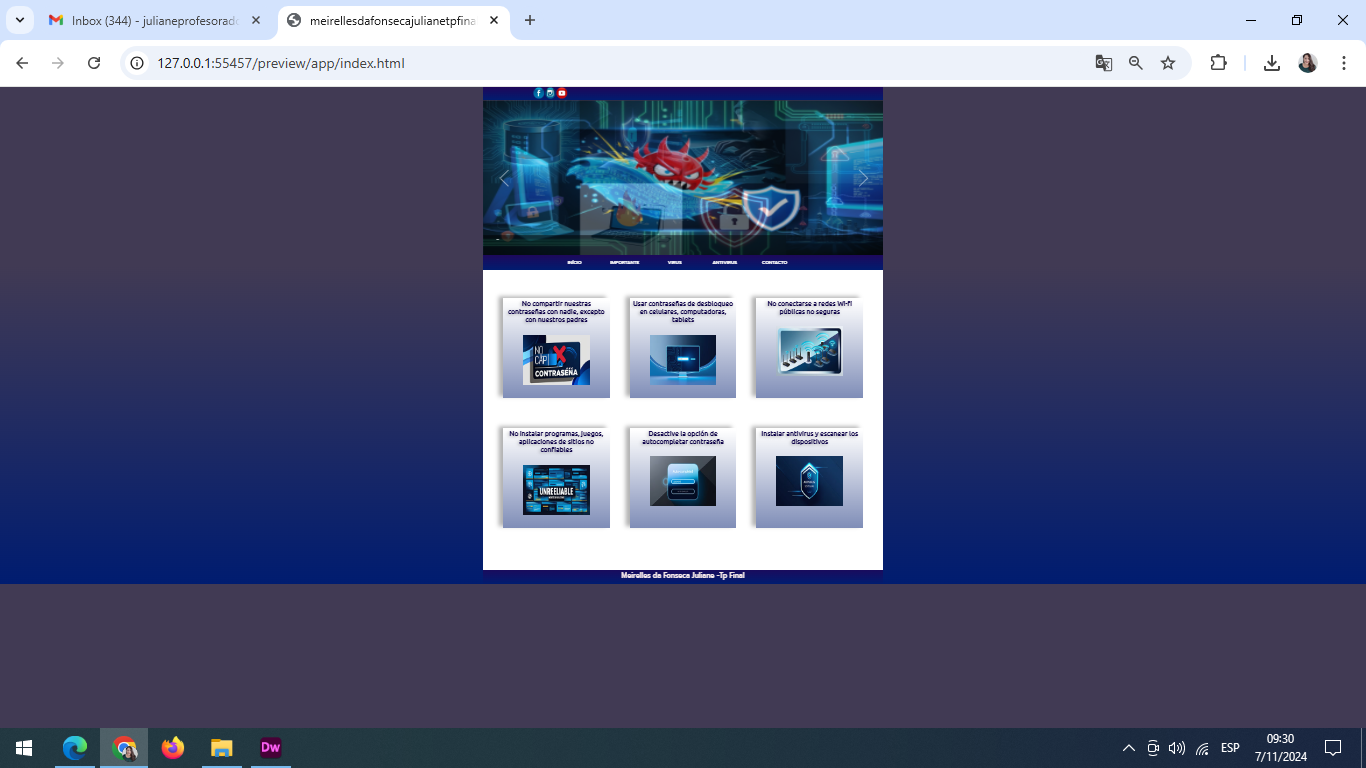 Inbox (344) - julianeprofesorado
meirellesdafonsecajulianetpfina
127.0.0.1:55457/preview/app/index.html
INÍCIO IMPORTANTE VIRUS ANTIVIRUS CONTACTO
No compartir nuestras
contraseñas con nadie, excepto
con nuestros padres
NO
CAPI
CONTRASEÑA
Usar contraseñas de desbloqueo
en celulares, computadoras,
tablets
No conectarse a redes Wi-fi
públicas no seguras
No instalar programas, juegos,
aplicaciones de sitios no
confiables
UNREELIABLE
Desactive la opción de
autocompletar contraseña
Instalar antivirus y escanear los
dispositivos
Meirelles da Fonseca Juliane -Tp Final
Dw
ESP
09:30
7/11/2024